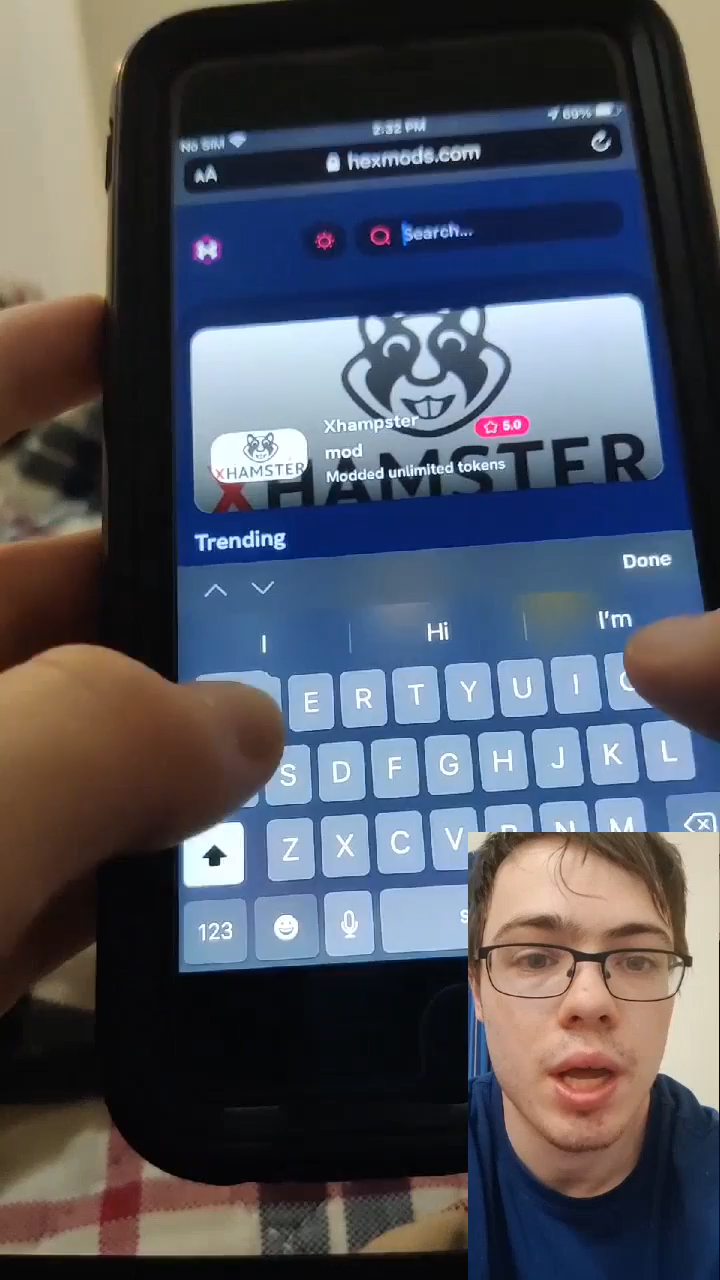 No SIM 2:32 PM 69%
AA hexmods.com
Search...
Xhampster
mod
5.0
Modded unlimited tokens
XHAMSTER
XHAMSTER
Trending
Done
I Hi I'm
E R T Y U I
S D F G H J K L
Z X C V
123